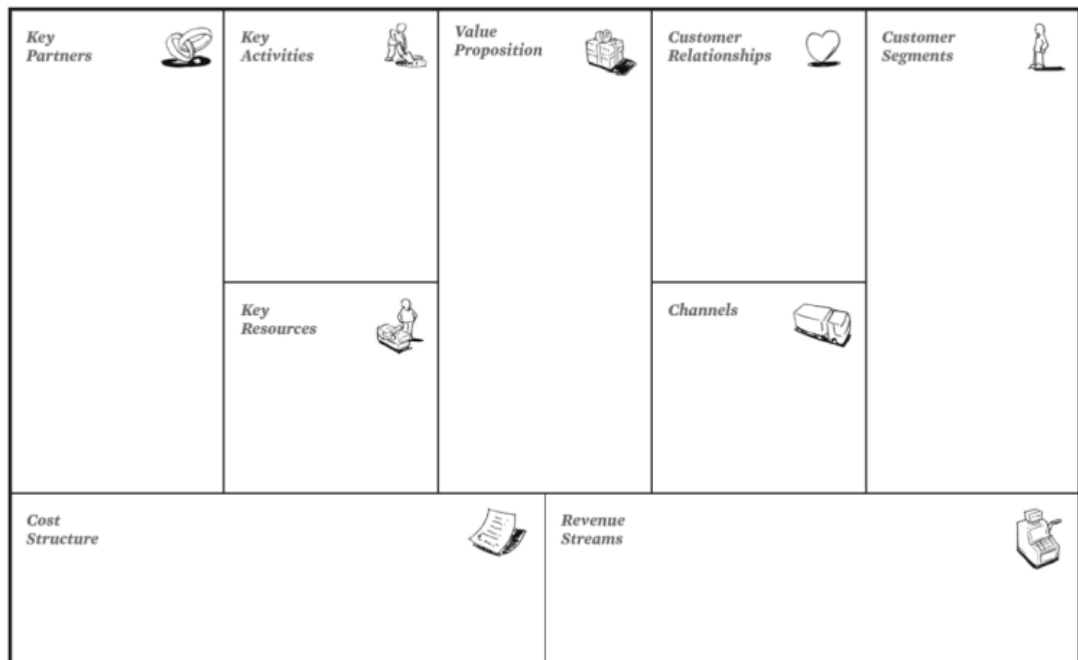 Key
Partners
Key
Activities
Value
Proposition
Customer
Relationships
Customer
Segments
Key
Resources
Channels
Cost
Structure
Revenue
Streams